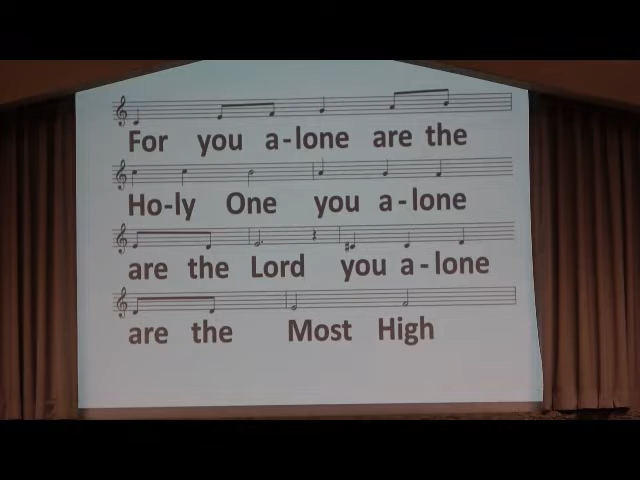 For you a-lone are the
Ho-ly One you a-lone
are the Lord you a-lone
are the Most High